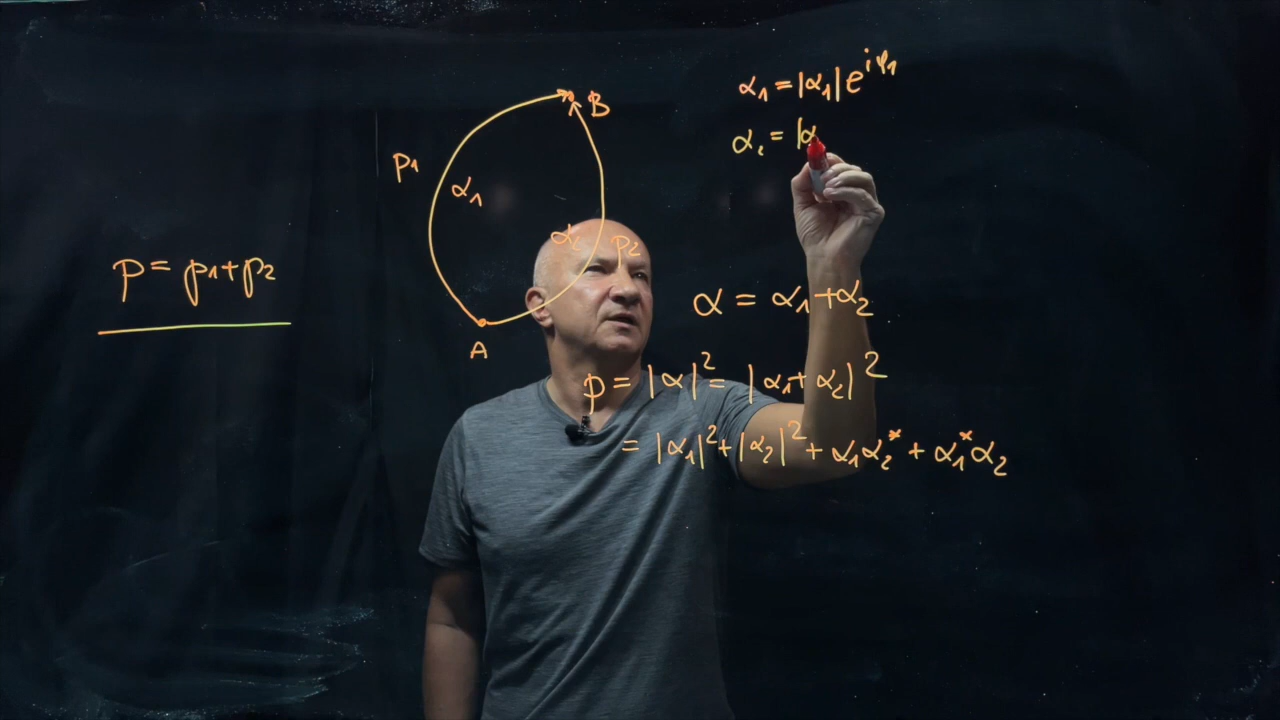 p = p₁+p₂
p₁
α₁
B
α₂
p₂
A
α₁ = |α₁| e^{iφ₁}
α₂ = |α
α = α₁+α₂
p = |α|² = |α₁+α₂|²
= |α₁|²+|α₂|²+ α₁α₂* + α₁*α₂